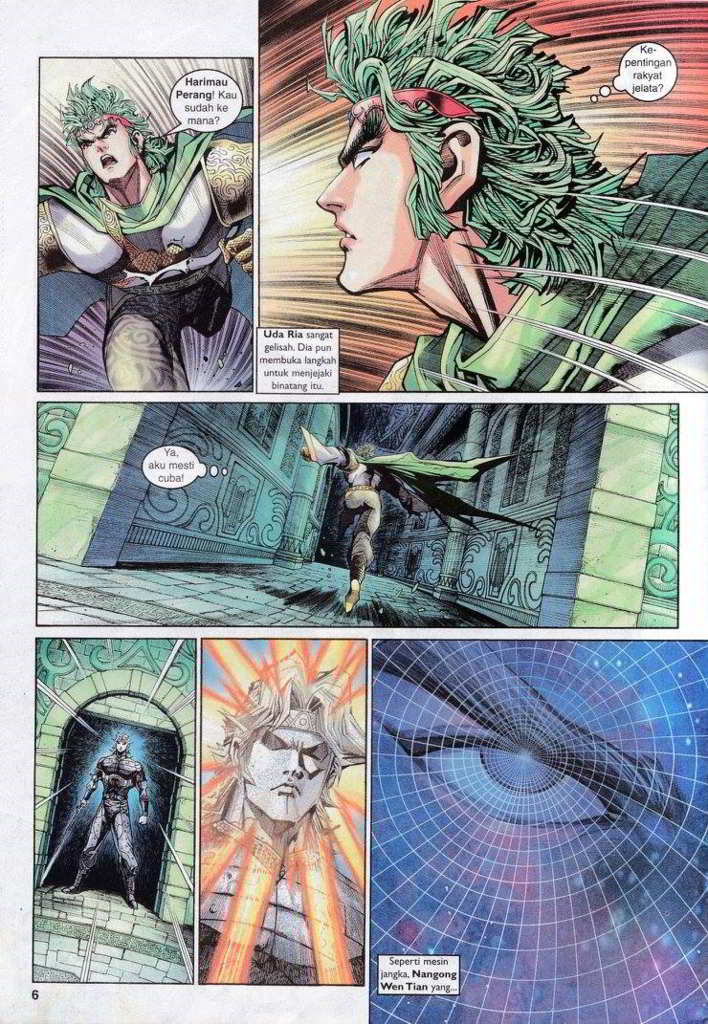 Harimau
Perang! Kau
sudah ke
mana?
Ke-
pentingan
rakyat
jelata?
Uda Ria sangat
gelisah. Dia pun
membuka langkah
untuk menjejaki
binatang itu.
Ya,
aku mesti
cuba!
Seperti mesin
jangka, Nangong
Wen Tian yang...
6